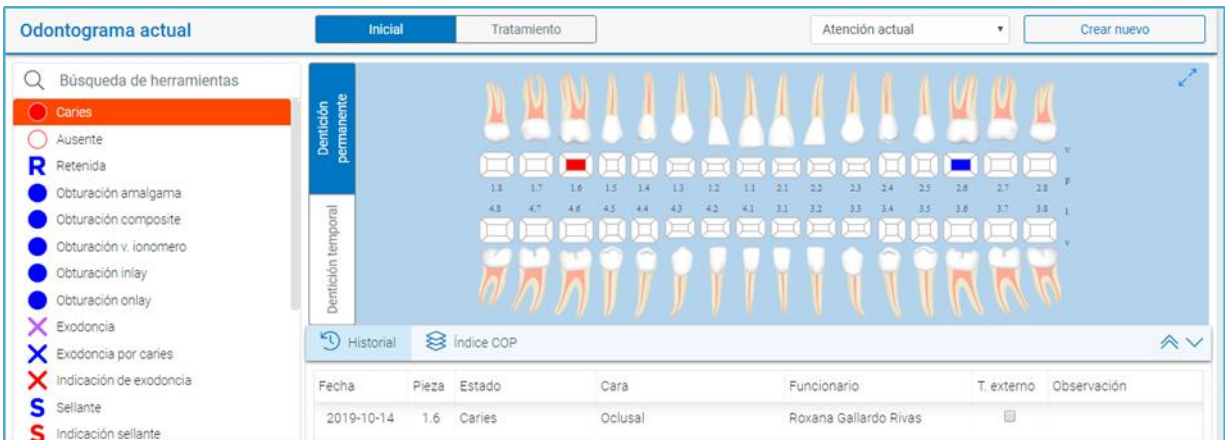 Odontograma actual
Inicial
Tratamiento
Atención actual
Crear nuevo
Búsqueda de herramientas
Caries
Ausente
R Retenida
Obturación amalgama
Obturación composite
Obturación v. ionomero
Obturación inlay
Obturación onlay
Exodoncia
Exodoncia por caries
Indicación de exodoncia
S Sellante
S Indicación sellante
Dentición permanente
Dentición temporal
v
1.8 1.7 1.6 1.5 1.4 1.3 1.2 1.1 2.1 2.2 2.3 2.4 2.5 2.6 2.7 2.8 P
4.8 4.7 4.6 4.5 4.4 4.3 4.2 4.1 3.1 3.2 3.3 3.4 3.5 3.6 3.7 3.8 l
v
Historial
Índice COP
Fecha Pieza Estado Cara Funcionario T. externo Observación
2019-10-14 1.6 Caries Oclusal Roxana Gallardo Rivas